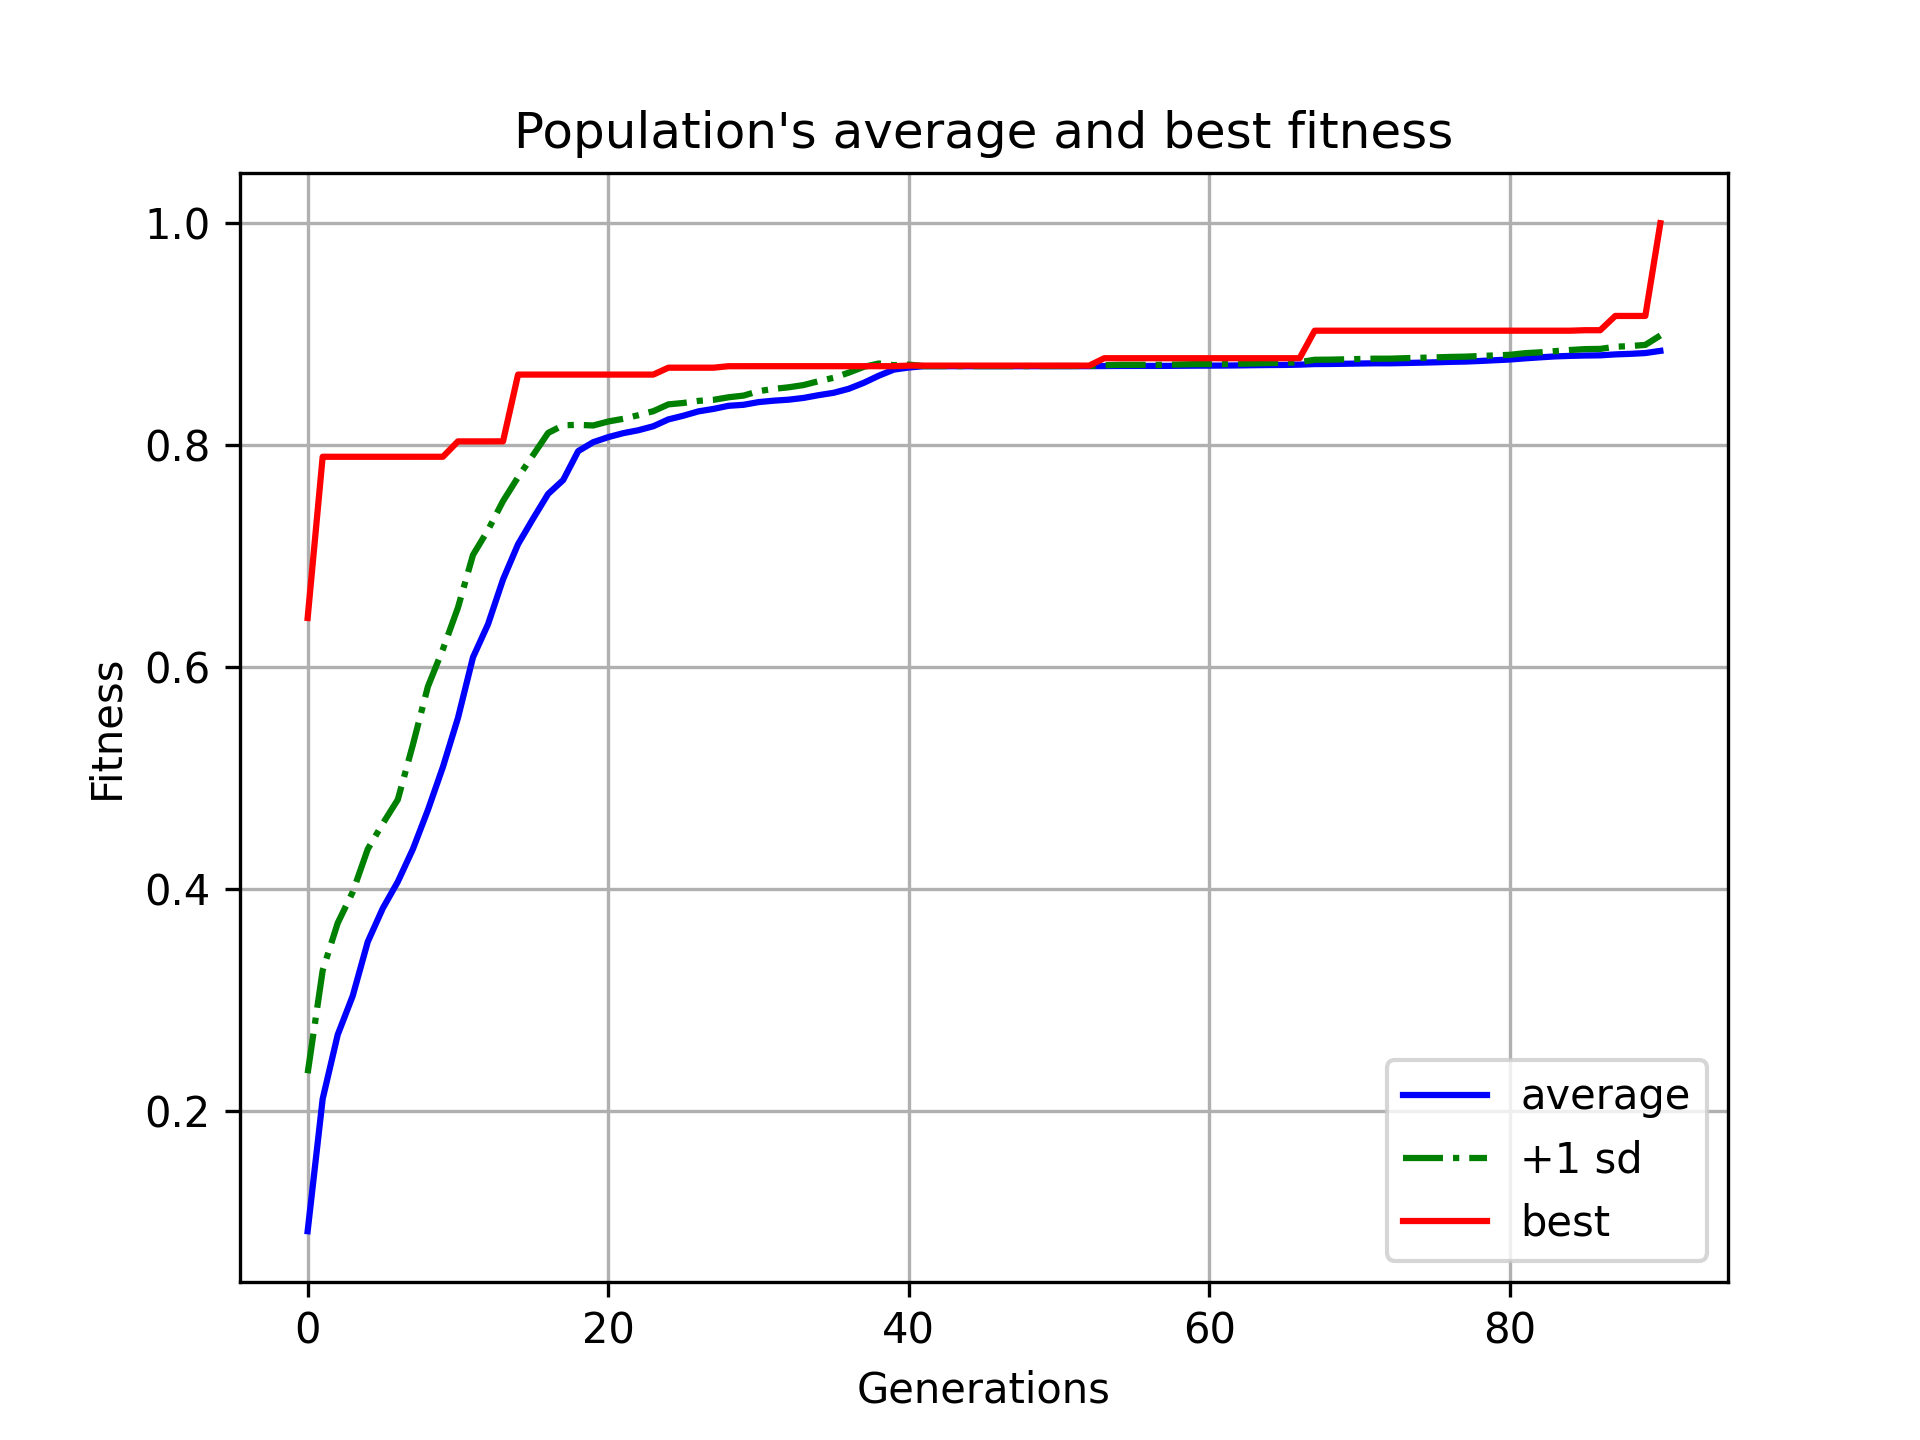 Population's average and best fitness
1.0
0.8
0.6
0.4
0.2
Fitness
0 20 40 60 80
Generations
average
+1 sd
best